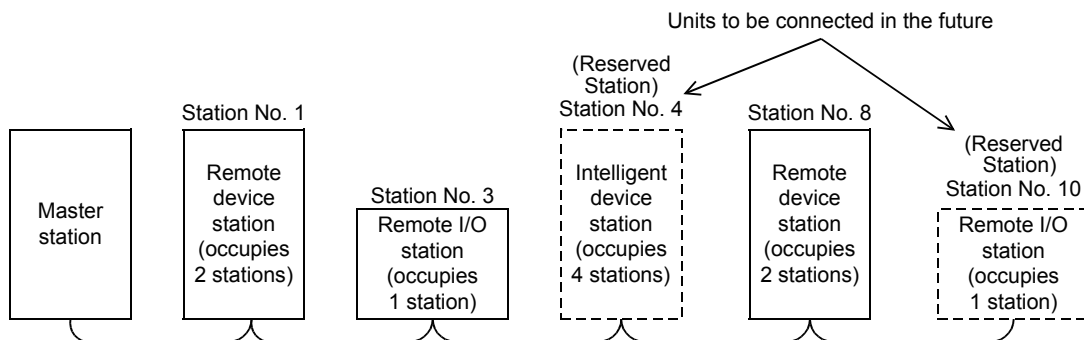 Units to be connected in the future
(Reserved
Station)
Station No. 4
Station No. 1
Station No. 8
(Reserved
Station)
Station No. 10
Station No. 3
Master
station
Remote
device
station
(occupies
2 stations)
Remote I/O
station
(occupies
1 station)
Intelligent
device
station
(occupies
4 stations)
Remote
device
station
(occupies
2 stations)
Remote I/O
station
(occupies
1 station)